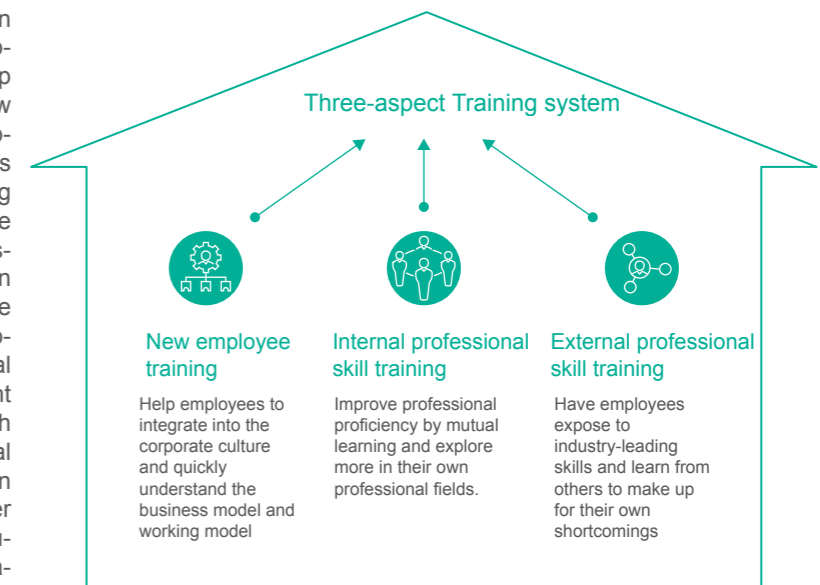 Three-aspect Training system
New employee
training
Help employees to
integrate into the
corporate culture
and quickly
understand the
business model and
working model
Internal professional
skill training
Improve professional
proficiency by mutual
learning and explore
more in their own
professional fields.
External professional
skill training
Have employees
expose to
industry-leading
skills and learn from
others to make up
for their own
shortcomings